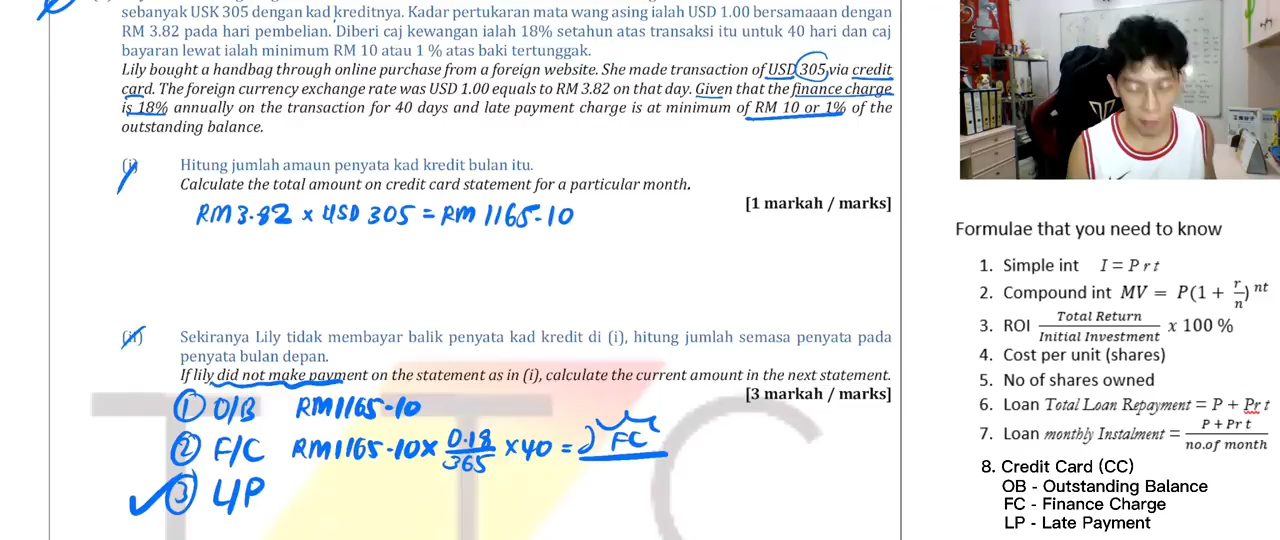 sebanyak USK 305 dengan kad kreditnya. Kadar pertukaran mata wang asing ialah USD 1.00 bersamaaan dengan
RM 3.82 pada hari pembelian. Diberi caj kewangan ialah 18% setahun atas transaksi itu untuk 40 hari dan caj
bayaran lewat ialah minimum RM 10 atau 1 % atas baki tertunggak.
Lily bought a handbag through online purchase from a foreign website. She made transaction of USD 305 via credit
card. The foreign currency exchange rate was USD 1.00 equals to RM 3.82 on that day. Given that the finance charge
is 18% annually on the transaction for 40 days and late payment charge is at minimum of RM 10 or 1% of the
outstanding balance.
(i) Hitung jumlah amaun penyata kad kredit bulan itu.
Calculate the total amount on credit card statement for a particular month.
[1 markah / marks]
RM 3.82 x USD 305 = RM 1165.10
(ii) Sekiranya Lily tidak membayar balik penyata kad kredit di (i), hitung jumlah semasa penyata pada
penyata bulan depan.
If lily did not make payment on the statement as in (i), calculate the current amount in the next statement.
[3 markah / marks]
① O/B RM1165.10
② F/C RM1165.10 x 0.18/365 x 40 = FC
③ L/P
TTC
Formulae that you need to know
1. Simple int I = P r t
2. Compound int MV = P(1 + r/n)^nt
3. ROI Total Return/Initial Investment x 100 %
4. Cost per unit (shares)
5. No of shares owned
6. Loan Total Loan Repayment = P + Pr t
7. Loan monthly Instalment = P + Pr t/no.of month
8. Credit Card (CC)
OB - Outstanding Balance
FC - Finance Charge
LP - Late Payment